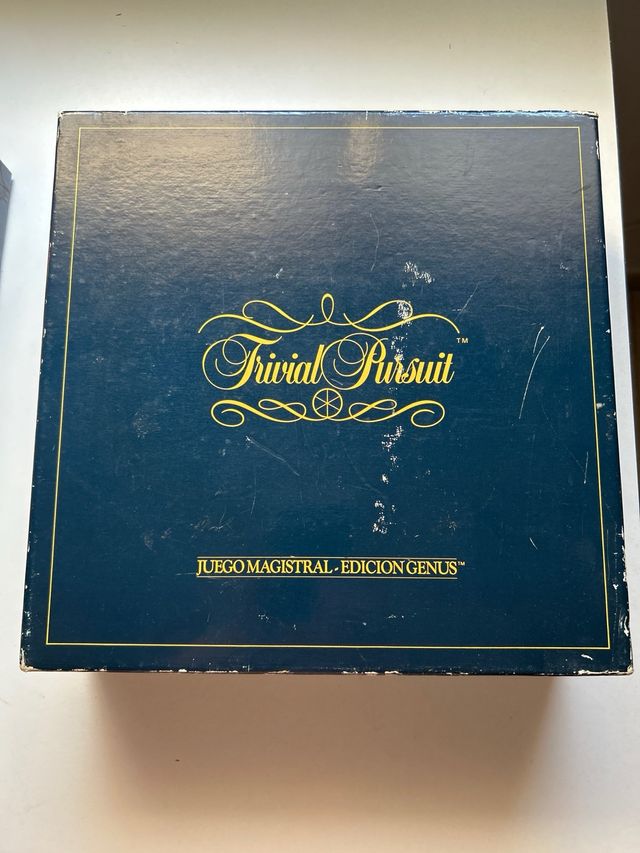 Trivial Pursuit™
JUEGO MAGISTRAL - EDICION GENUS™